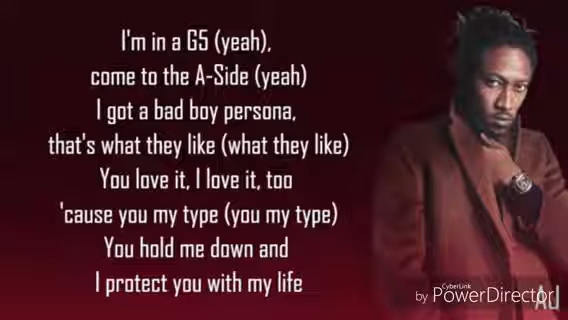 I'm in a G5 (yeah),
come to the A-Side (yeah)
I got a bad boy persona,
that's what they like (what they like)
You love it, I love it, too
'cause you my type (you my type)
You hold me down and
I protect you with my life
CyberLink
by PowerDirector
Ad